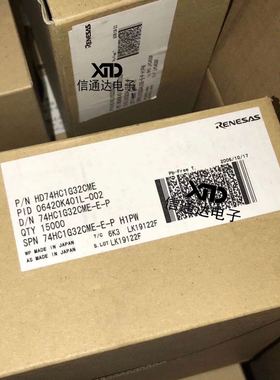 RENESAS
XTD
信通达电子
RENESAS
Pb-Free
2006/10/17
XTD
信通达电子
P/N HD74HC1G32CME
PID 06420K401L-002
D/N 74HC1G32CME-E-P
QTY 15000
SPN 74HC1G32CME-E-P H1PW
WP MADE IN JAPAN T/C 6K3 LK19122F
AS MADE IN JAPAN S.LOT LK19122F